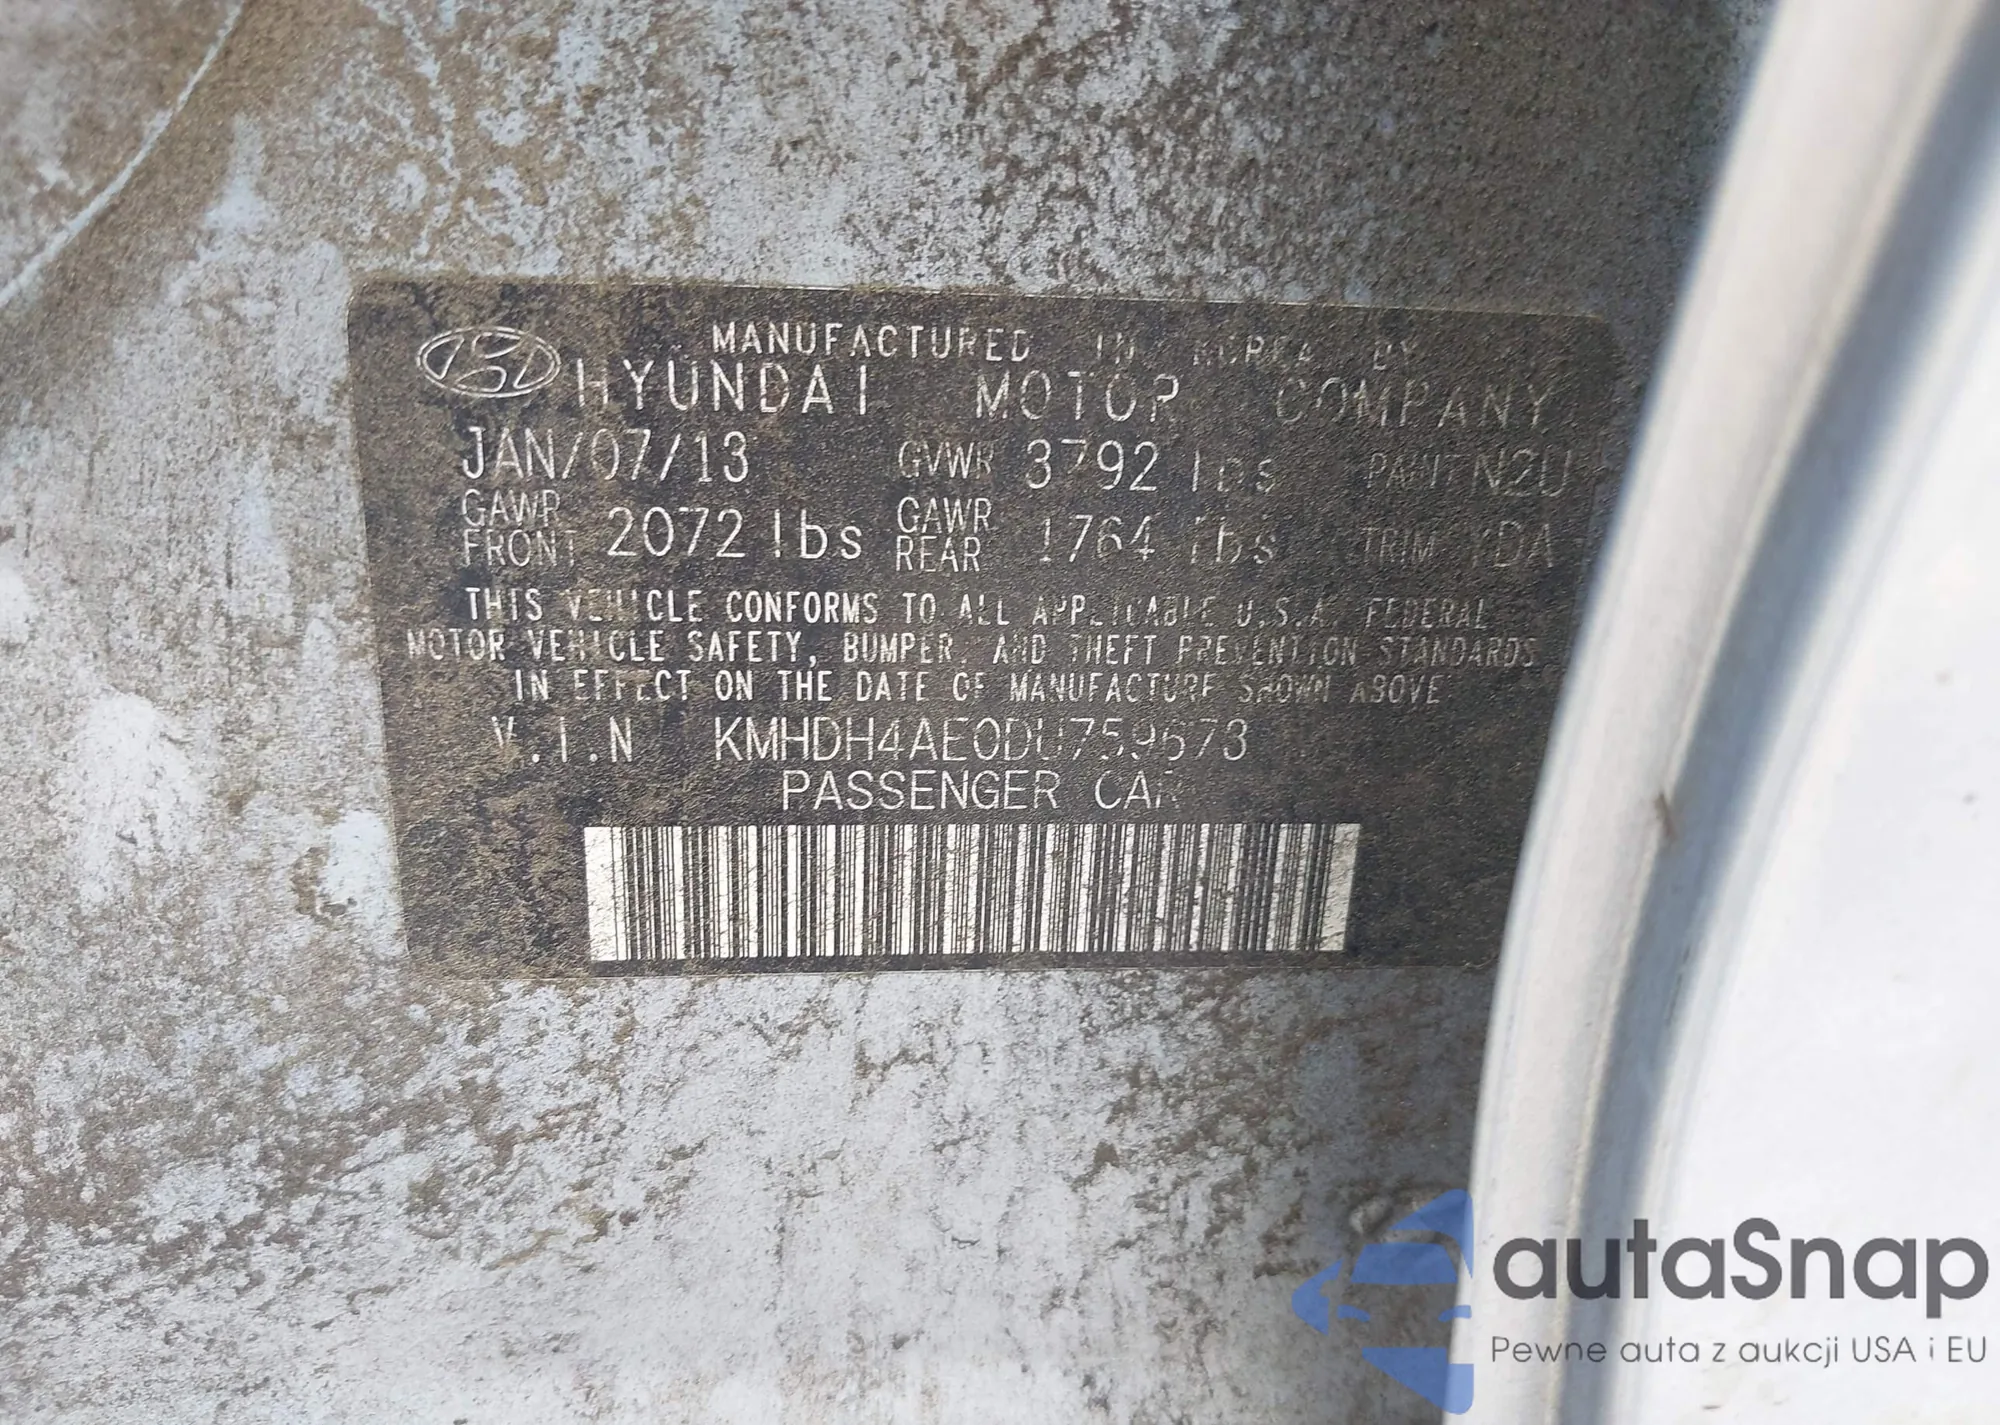 MANUFACTURED IN KOREA BY
HYUNDAI MOTOR COMPANY
JAN/07/13 GVWR 3792 lbs PAINT N2U
GAWR FRONT 2072 lbs GAWR REAR 1764 lbs TRIM YDA
THIS VEHICLE CONFORMS TO ALL APPLICABLE U.S.A. FEDERAL
MOTOR VEHICLE SAFETY, BUMPER, AND THEFT PREVENTION STANDARDS
IN EFFECT ON THE DATE OF MANUFACTURE SHOWN ABOVE
V.I.N KMHDH4AE0DU759673
PASSENGER CAR
autaSnap
Pewne auta z aukcji USA i EU